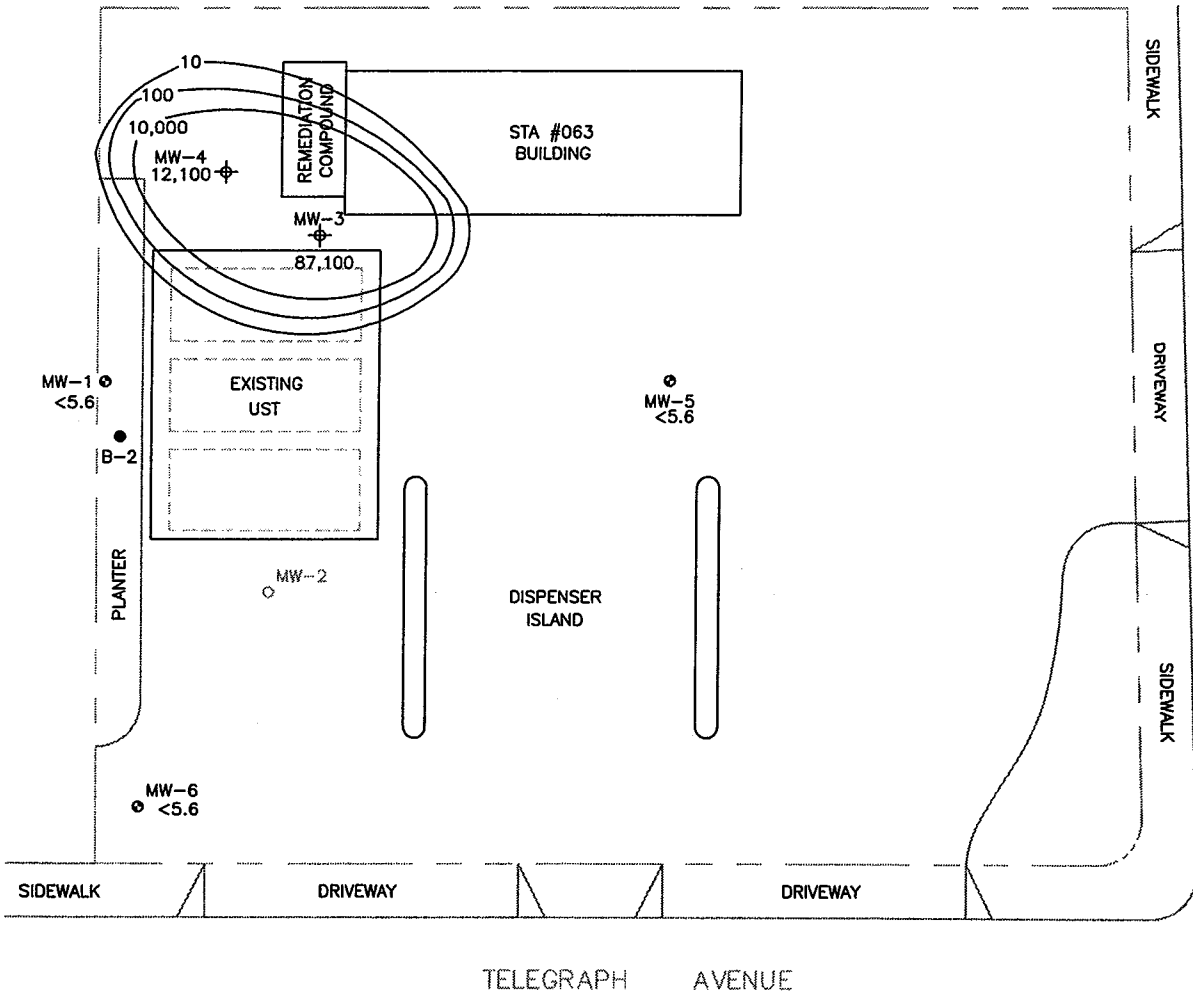 10
100
10,000
MW-4
12,100
REMEDIATION
COMPOUND
STA #063
BUILDING
SIDEWALK
MW-3
87,100
MW-1
<5.6
EXISTING
UST
MW-5
<5.6
DRIVEWAY
B-2
PLANTER
MW-2
DISPENSER
ISLAND
SIDEWALK
MW-6
<5.6
SIDEWALK
DRIVEWAY
DRIVEWAY
TELEGRAPH AVENUE